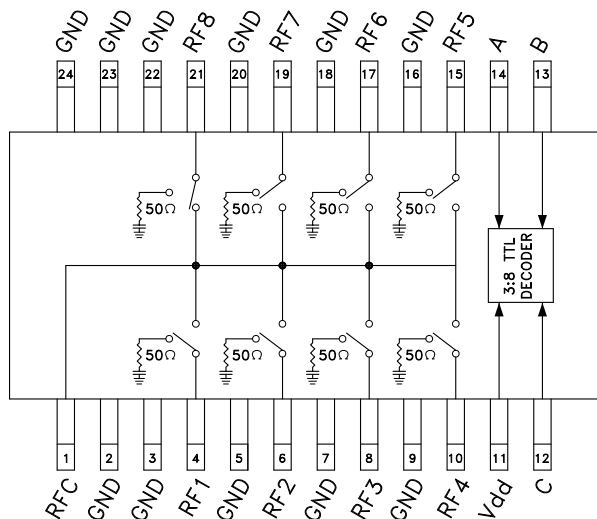 GND GND GND RF8 GND RF7 GND RF6 GND RF5 A B
24 23 22 21 20 19 18 17 16 15 14 13
50Ω 50Ω 50Ω 50Ω
3:8 TTL
DECODER
50Ω 50Ω 50Ω 50Ω
1 2 3 4 5 6 7 8 9 10 11 12
RFC GND GND RF1 GND RF2 GND RF3 GND RF4 Vdd C